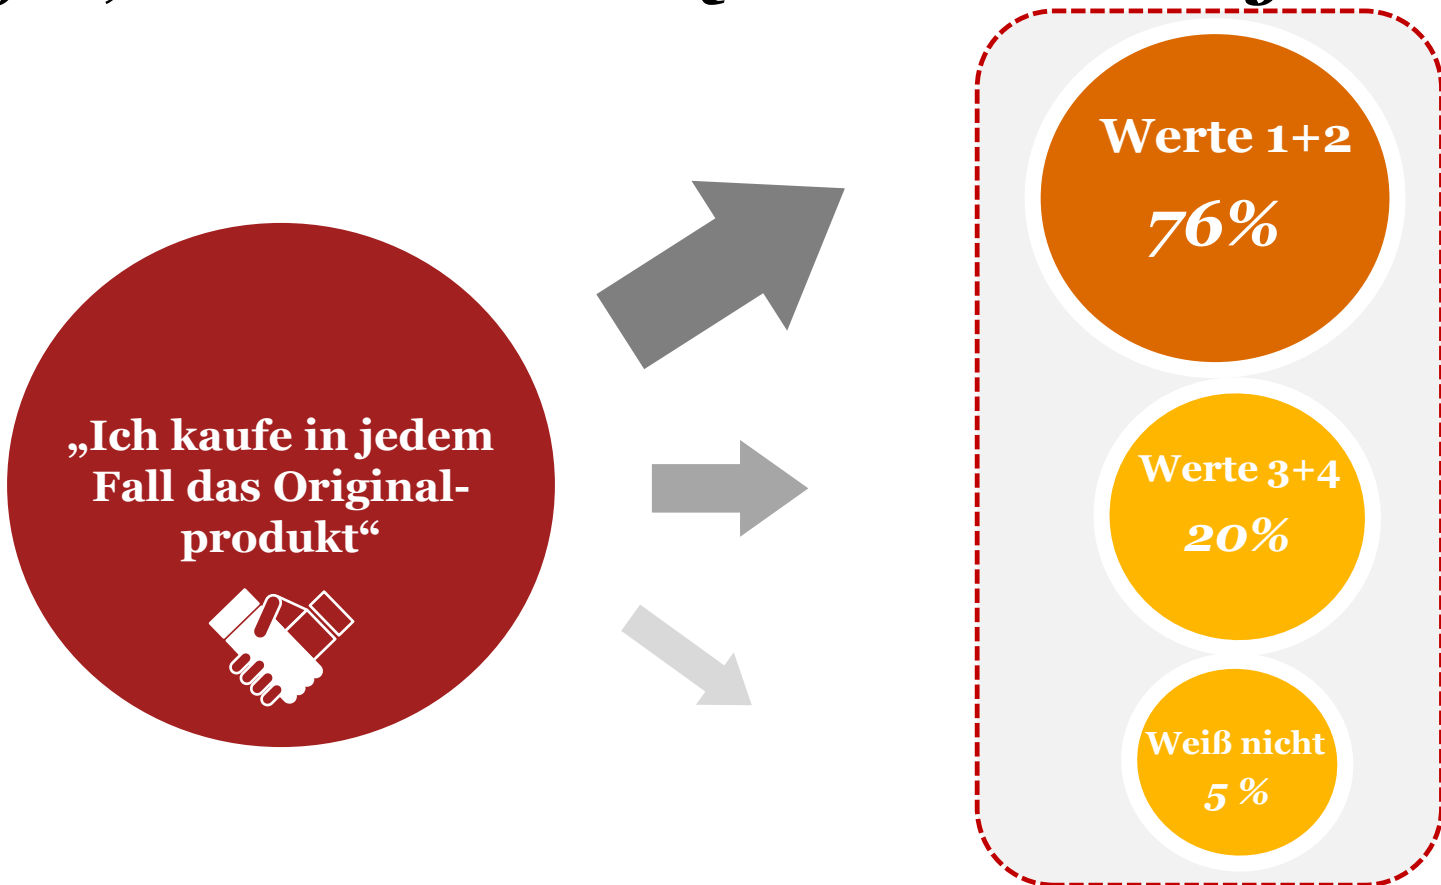 „Ich kaufe in jedem
Fall das Original-
produkt“
Werte 1+2
76%
Werte 3+4
20%
Weiß nicht
5 %